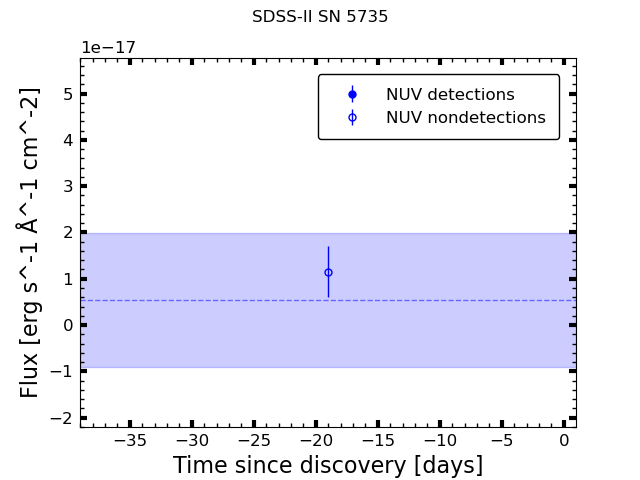 SDSS-II SN 5735
1e−17
NUV detections
NUV nondetections
5
4
3
2
1
0
−1
−2
Flux [erg s^-1 Å^-1 cm^-2]
−35 −30 −25 −20 −15 −10 −5 0
Time since discovery [days]